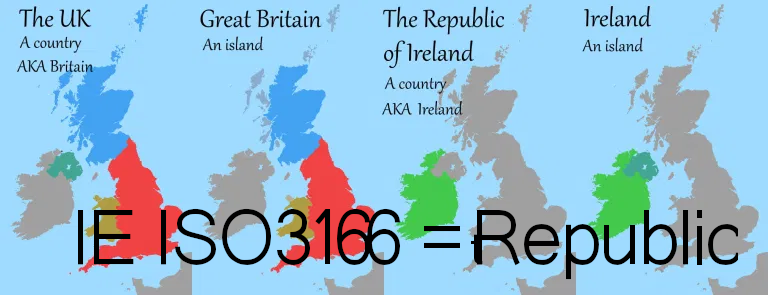 The UK
A country
AKA Britain
Great Britain
An island
The Republic
of Ireland
A country
AKA Ireland
Ireland
An island
IE ISO3166 = Republic